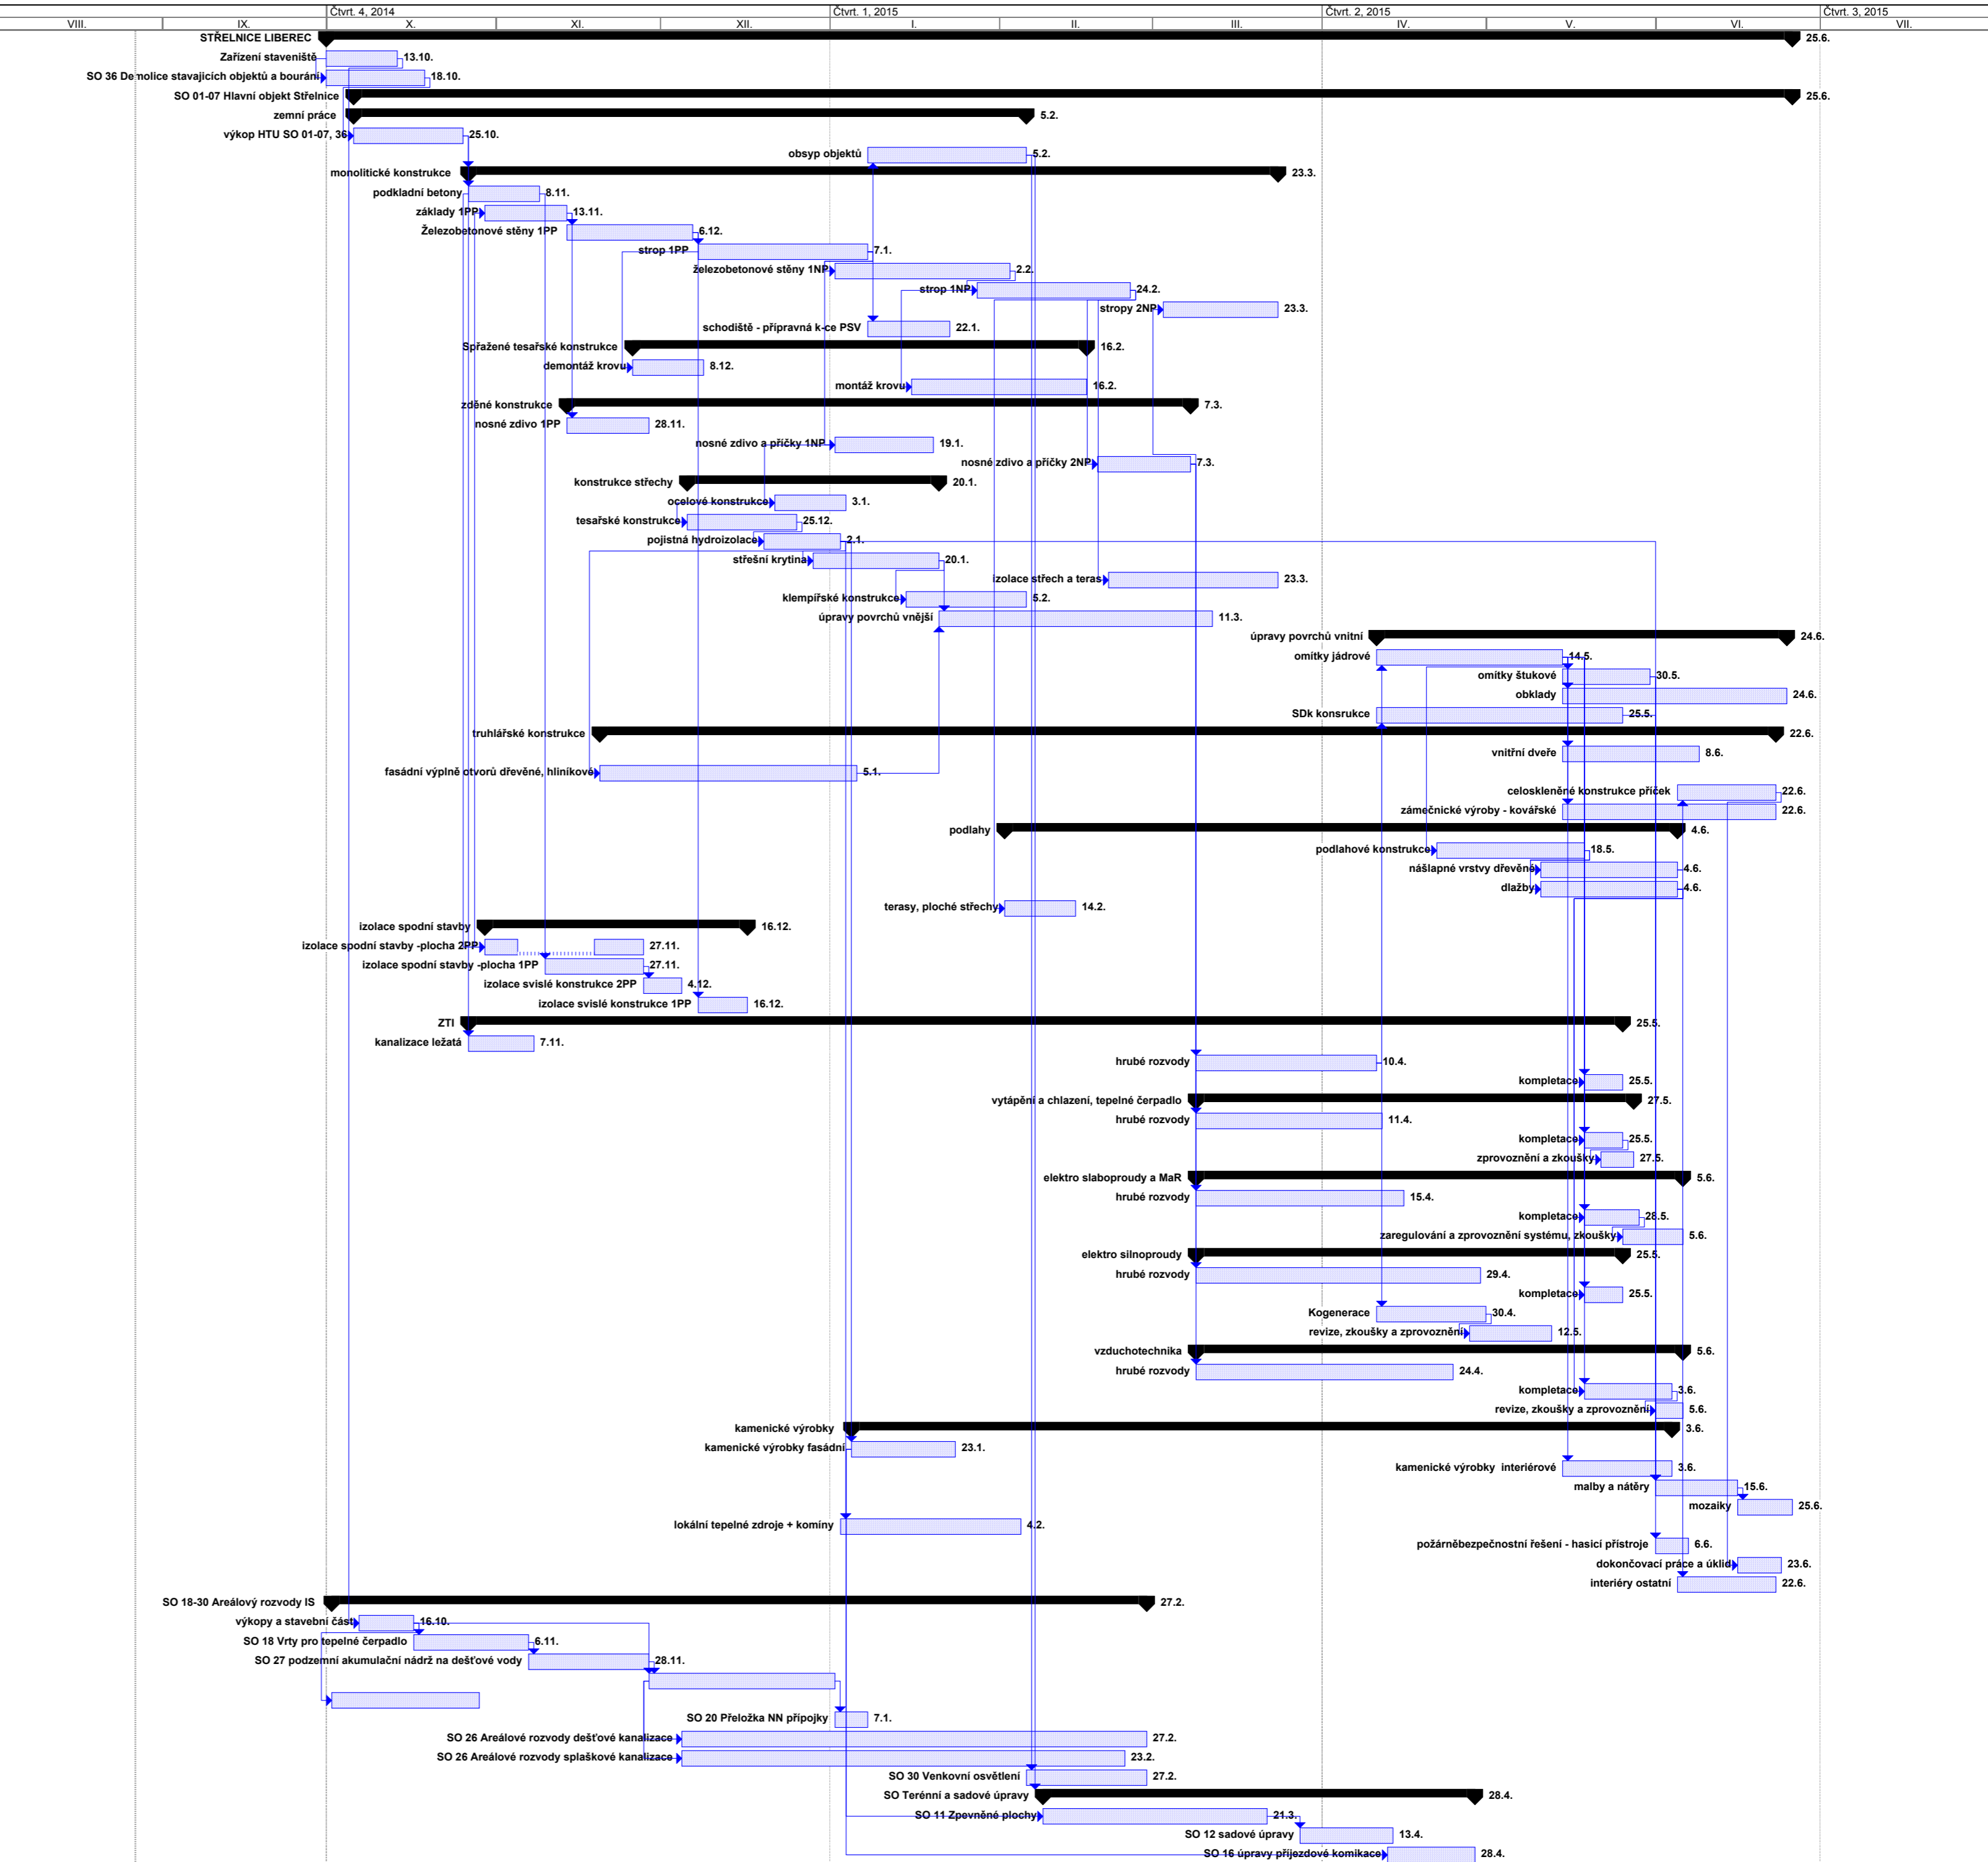 Čtvrt. 4, 2014 Čtvrt. 1, 2015 Čtvrt. 2, 2015 Čtvrt. 3, 2015
VIII. IX. X. XI. XII. I. II. III. IV. V. VI. VII.
STŘELNICE LIBEREC 25.6.
Zařízení staveniště 13.10.
SO 36 Demolice stavajicích objektů a bourání 18.10.
SO 01-07 Hlavní objekt Střelnice 25.6.
zemní práce 5.2.
výkop HTU SO 01-07, 36 25.10.
obsyp objektů 5.2.
monolitické konstrukce 23.3.
podkladní betony 8.11.
základy 1PP 13.11.
Železobetonové stěny 1PP 6.12.
strop 1PP 7.1.
železobetonové stěny 1NP 2.2.
strop 1NP 24.2.
stropy 2NP 23.3.
schodiště - přípravná k-ce PSV 22.1.
Spřažené tesařské konstrukce 16.2.
demontáž krovu 8.12.
montáž krovu 16.2.
zděné konstrukce 7.3.
nosné zdivo 1PP 28.11.
nosné zdivo a příčky 1NP 19.1.
nosné zdivo a příčky 2NP 7.3.
konstrukce střechy 20.1.
ocelové konstrukce 3.1.
tesařské konstrukce 25.12.
pojistná hydroizolace 2.1.
střešní krytina 20.1.
izolace střech a teras 23.3.
klempířské konstrukce 5.2.
úpravy povrchů vnější 11.3.
úpravy povrchů vnitní 24.6.
omítky jádrové 14.5.
omítky štukové 30.5.
obklady 24.6.
SDk konsrukce 25.5.
truhlářské konstrukce 22.6.
vnitřní dveře 8.6.
fasádní výplně otvorů dřevěné, hliníkové 5.1.
celoskleněné konstrukce příček 22.6.
zámečnické výroby - kovářské 22.6.
podlahy 4.6.
podlahové konstrukce 18.5.
nášlapné vrstvy dřevěné 4.6.
dlažby 4.6.
terasy, ploché střechy 14.2.
izolace spodní stavby 16.12.
izolace spodní stavby -plocha 2PP 27.11.
izolace spodní stavby -plocha 1PP 27.11.
izolace svislé konstrukce 2PP 4.12.
izolace svislé konstrukce 1PP 16.12.
ZTI 25.5.
kanalizace ležatá 7.11.
hrubé rozvody 10.4.
kompletace 25.5.
vytápění a chlazení, tepelné čerpadlo 27.5.
hrubé rozvody 11.4.
kompletace 25.5.
zprovoznění a zkoušky 27.5.
elektro slaboproudy a MaR 5.6.
hrubé rozvody 15.4.
kompletace 28.5.
zaregulování a zprovoznění systému, zkoušky 5.6.
elektro silnoproudy 25.5.
hrubé rozvody 29.4.
kompletace 25.5.
Kogenerace 30.4.
revize, zkoušky a zprovoznění 12.5.
vzduchotechnika 5.6.
hrubé rozvody 24.4.
kompletace 3.6.
revize, zkoušky a zprovoznění 5.6.
kamenické výrobky 3.6.
kamenické výrobky fasádní 23.1.
kamenické výrobky interiérové 3.6.
malby a nátěry 15.6.
mozaiky 25.6.
lokální tepelné zdroje + komíny 4.2.
požárněbezpečnostní řešení - hasicí přístroje 6.6.
dokončovací práce a úklid 23.6.
interiéry ostatní 22.6.
SO 18-30 Areálový rozvody IS 27.2.
výkopy a stavební část 16.10.
SO 18 Vrty pro tepelné čerpadlo 6.11.
SO 27 podzemní akumulační nádrž na dešťové vody 28.11.
SO 20 Přeložka NN přípojky 7.1.
SO 26 Areálové rozvody dešťové kanalizace 27.2.
SO 26 Areálové rozvody splaškové kanalizace 23.2.
SO 30 Venkovní osvětlení 27.2.
SO Terénní a sadové úpravy 28.4.
SO 11 Zpevněné plochy 21.3.
SO 12 sadové úpravy 13.4.
SO 16 úpravy příjezdové komikace 28.4.